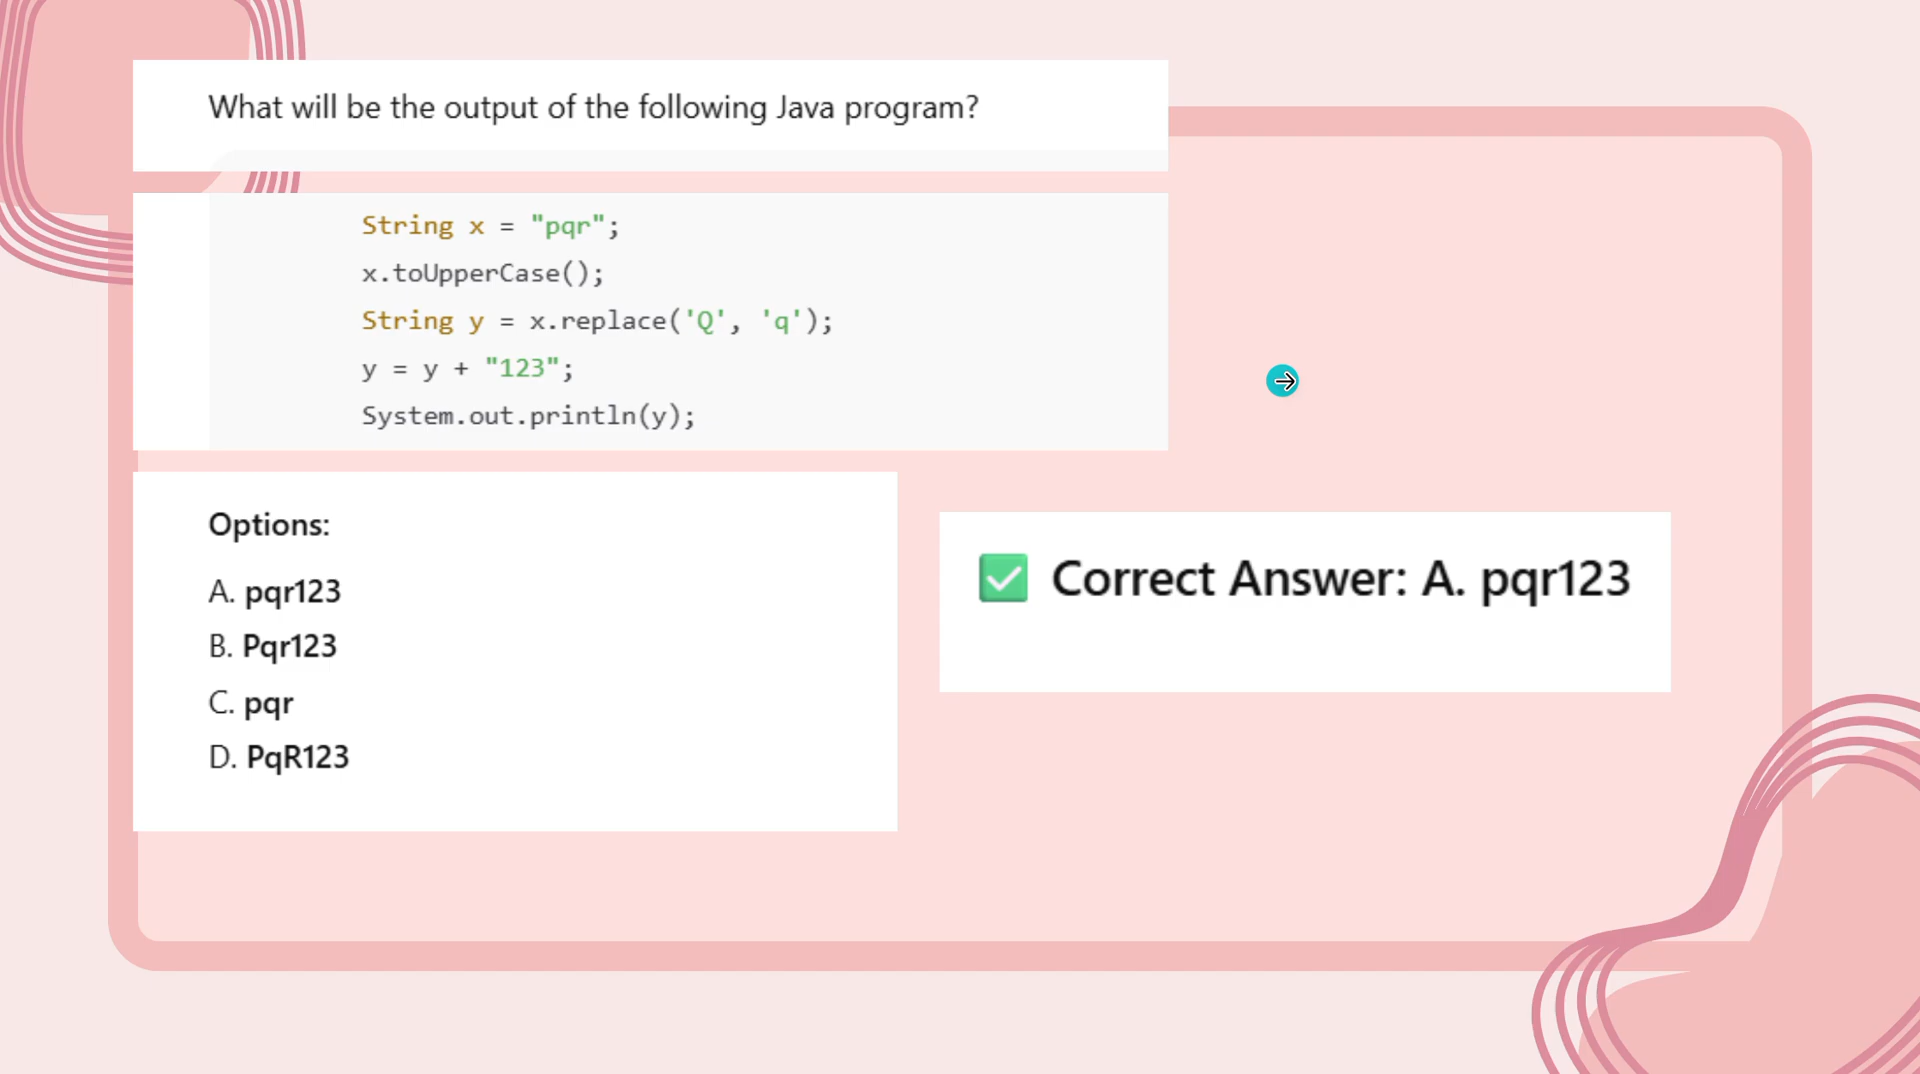 What will be the output of the following Java program?
String x = "pqr";
x.toUpperCase();
String y = x.replace('Q', 'q');
y = y + "123";
System.out.println(y);
Options:
A. pqr123
B. Pqr123
C. pqr
D. PqR123
✅ Correct Answer: A. pqr123